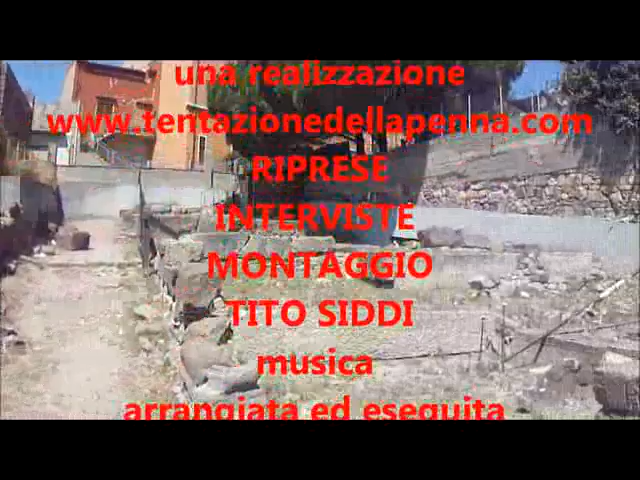 una realizzazione
www.tentazionedellapenna.com
RIPRESE
INTERVISTE
MONTAGGIO
TITO SIDDI
musica
arrangiata ed eseguita